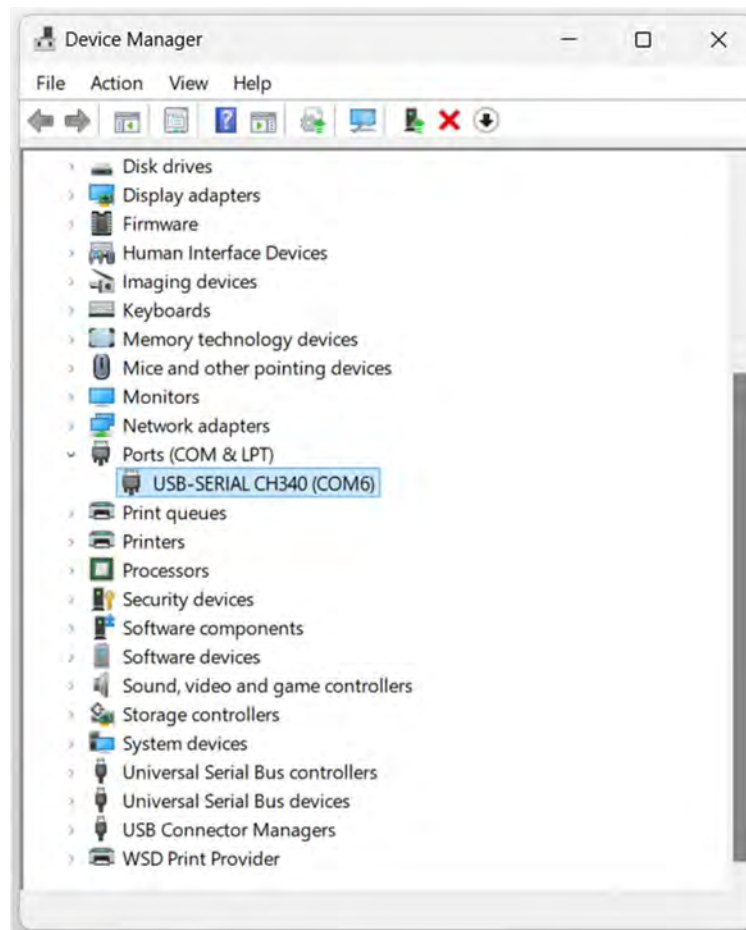 Device Manager
File Action View Help
Disk drives
Display adapters
Firmware
Human Interface Devices
Imaging devices
Keyboards
Memory technology devices
Mice and other pointing devices
Monitors
Network adapters
Ports (COM & LPT)
USB-SERIAL CH340 (COM6)
Print queues
Printers
Processors
Security devices
Software components
Software devices
Sound, video and game controllers
Storage controllers
System devices
Universal Serial Bus controllers
Universal Serial Bus devices
USB Connector Managers
WSD Print Provider